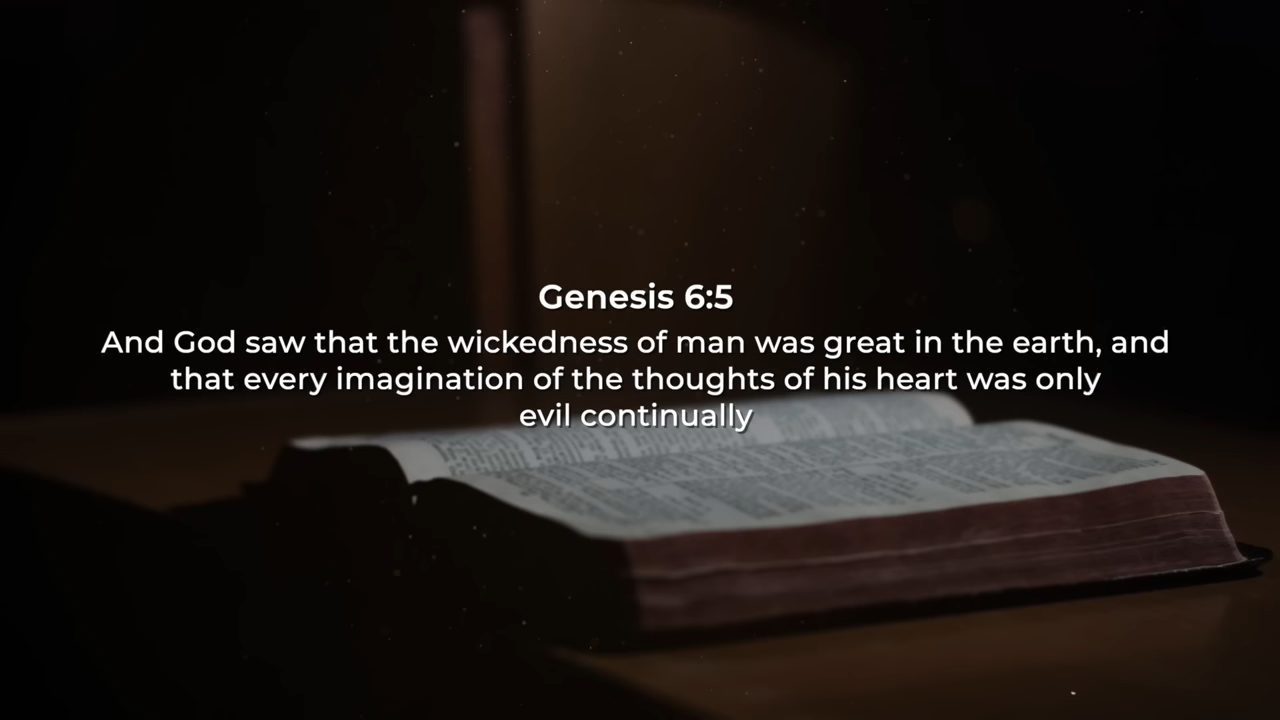 Genesis 6:5
And God saw that the wickedness of man was great in the earth, and
that every imagination of the thoughts of his heart was only
evil continually